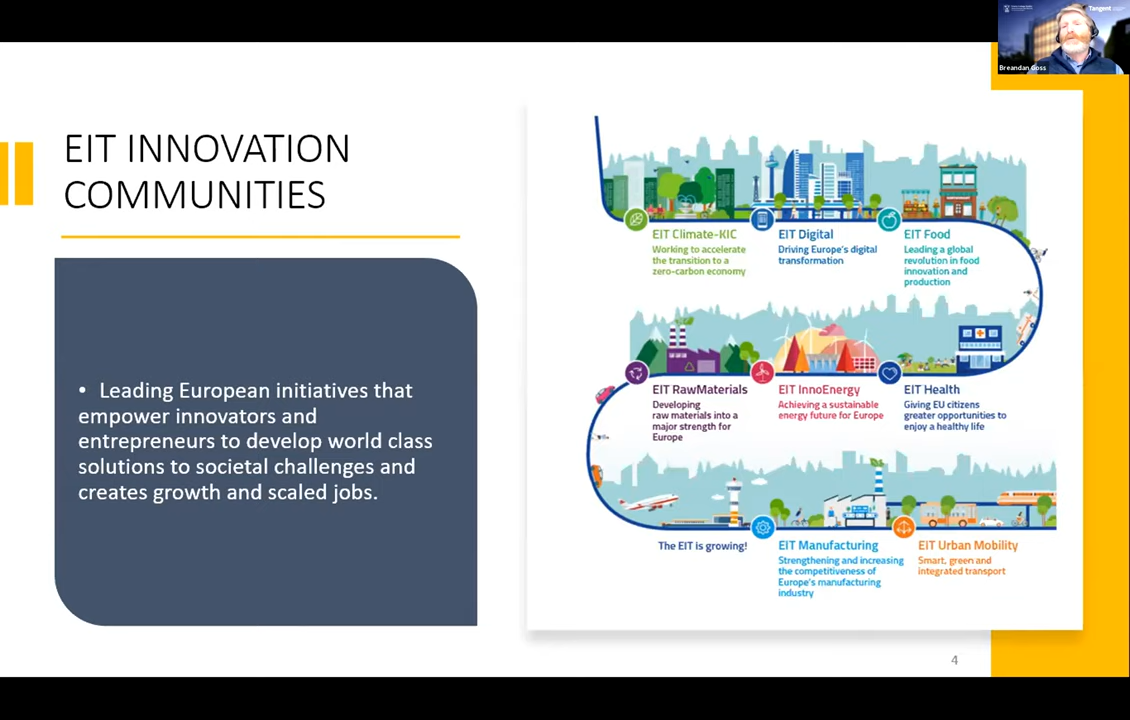 Tangent
Breandan Goss
EIT INNOVATION
COMMUNITIES
• Leading European initiatives that
empower innovators and
entrepreneurs to develop world class
solutions to societal challenges and
creates growth and scaled jobs.
EIT Climate-KIC
Working to accelerate
the transition to a
zero-carbon economy
EIT Digital
Driving Europe's digital
transformation
EIT Food
Leading a global
revolution in food
innovation and
production
EIT RawMaterials
Developing
raw materials into a
major strength for
Europe
EIT InnoEnergy
Achieving a sustainable
energy future for Europe
EIT Health
Giving EU citizens
greater opportunities to
enjoy a healthy life
The EIT is growing!
EIT Manufacturing
Strengthening and increasing
the competitiveness of
Europe's manufacturing
industry
EIT Urban Mobility
Smart, green and
integrated transport
4